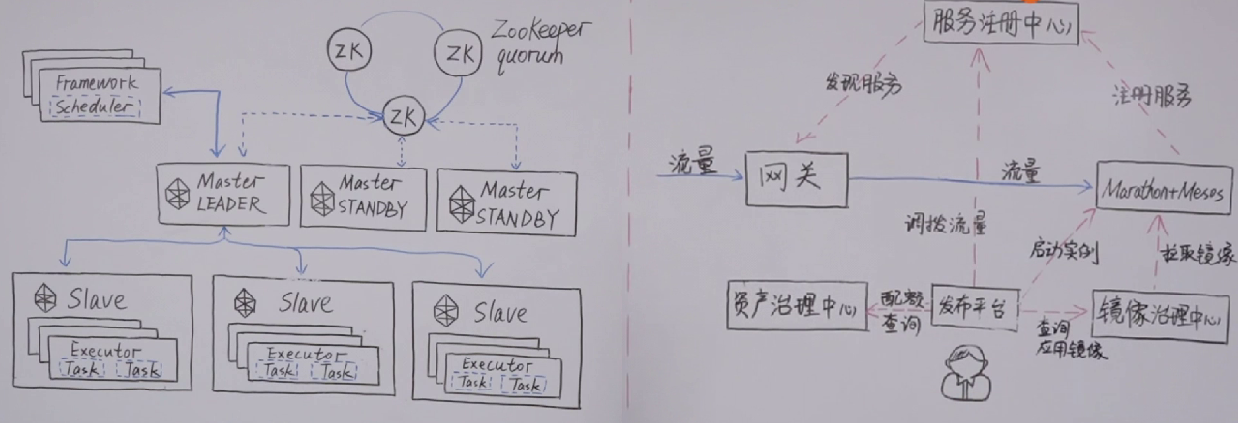 ZK
ZK
ZooKeeper
quorum
ZK
Framework
Scheduler
Master
LEADER
Master
STANDBY
Master
STANDBY
Slave
Executor
Task Task
Slave
Executor
Task Task
Slave
Executor
Task Task
服务注册中心
发现服务
注册服务
流量
网关
流量
Marathon+Mesos
调拨流量
启动实例
拉取镜像
资产治理中心
配额
查询
发布平台
查询
应用镜像
镜像治理中心